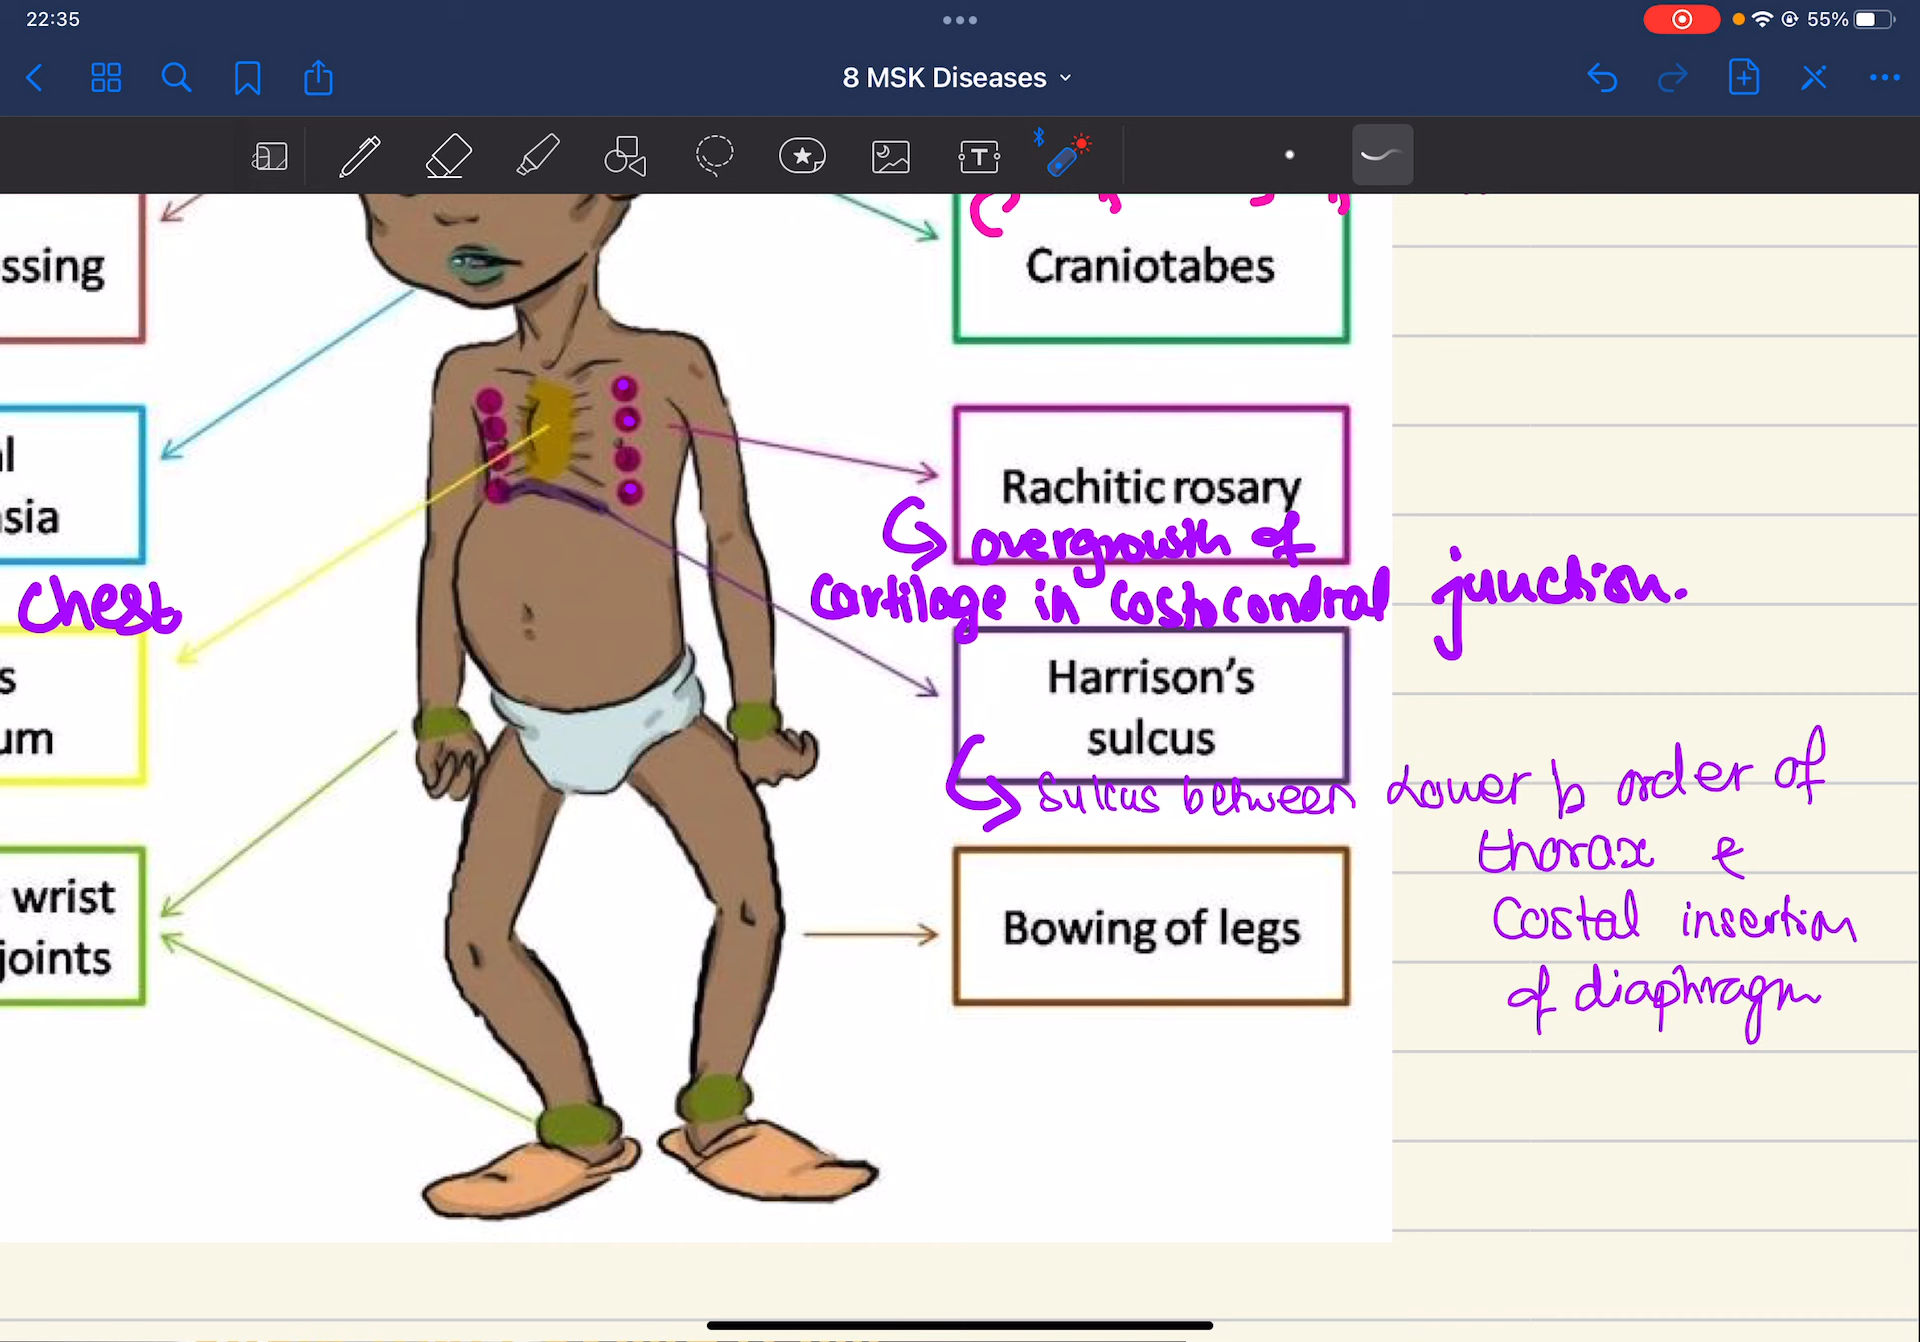 22:35
55%
8 MSK Diseases
T
ssing
Craniotabes
l
sia
Rachitic rosary
overgrowth of
cartilage in costocondral junction.
chest
s
um
Harrison's
sulcus
Sulcus between Lower border of
thorax &
Costal insertion
of diaphragm
wrist
joints
Bowing of legs